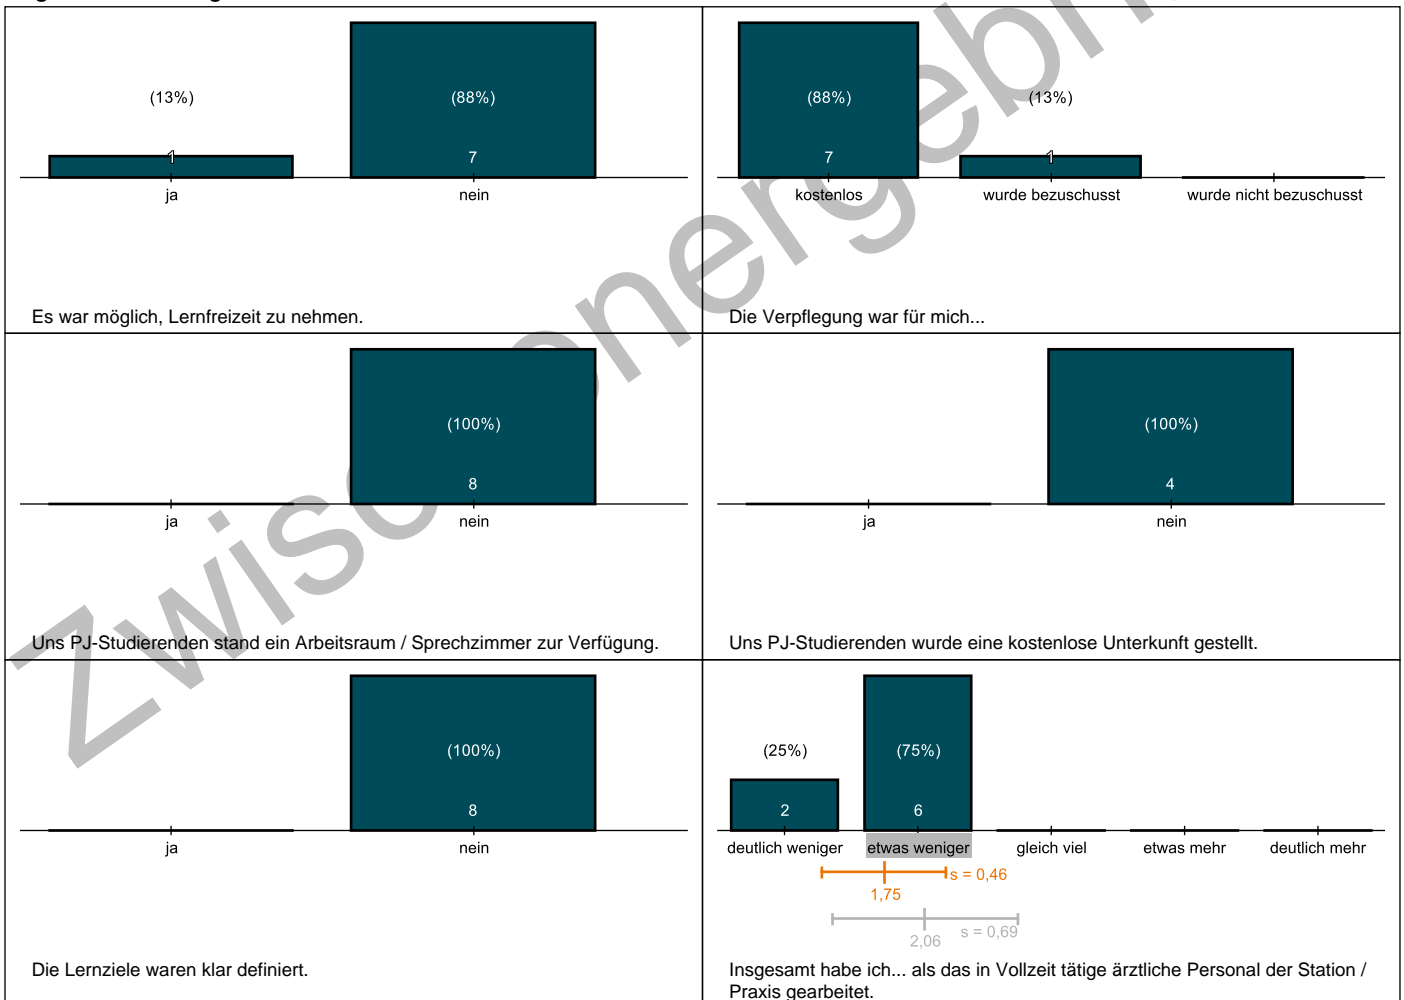 (13%)
(88%)
1
7
ja
nein
Es war möglich, Lernfreizeit zu nehmen.
(88%)
(13%)
7
1
kostenlos
wurde bezuschusst
wurde nicht bezuschusst
Die Verpflegung war für mich...
(100%)
8
ja
nein
Uns PJ-Studierenden stand ein Arbeitsraum / Sprechzimmer zur Verfügung.
(100%)
4
ja
nein
Uns PJ-Studierenden wurde eine kostenlose Unterkunft gestellt.
(100%)
8
ja
nein
Die Lernziele waren klar definiert.
(25%)
(75%)
2
6
deutlich weniger
etwas weniger
gleich viel
etwas mehr
deutlich mehr
s = 0,46
1,75
s = 0,69
2,06
Insgesamt habe ich... als das in Vollzeit tätige ärztliche Personal der Station /
Praxis gearbeitet.